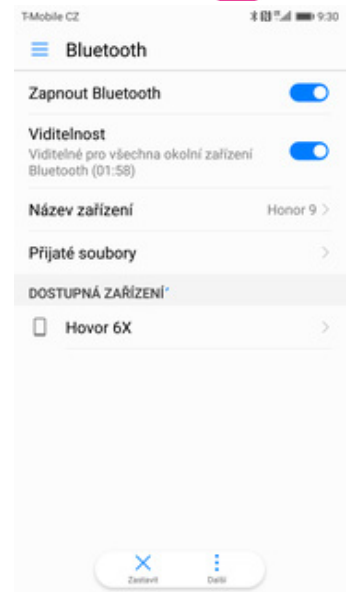 T-Mobile CZ 9:30
Bluetooth
Zapnout Bluetooth
Viditelnost
Viditelné pro všechna okolní zařízení
Bluetooth (01:58)
Název zařízení Honor 9
Přijaté soubory
DOSTUPNÁ ZAŘÍZENÍ
Hovor 6X
Zastavit Další